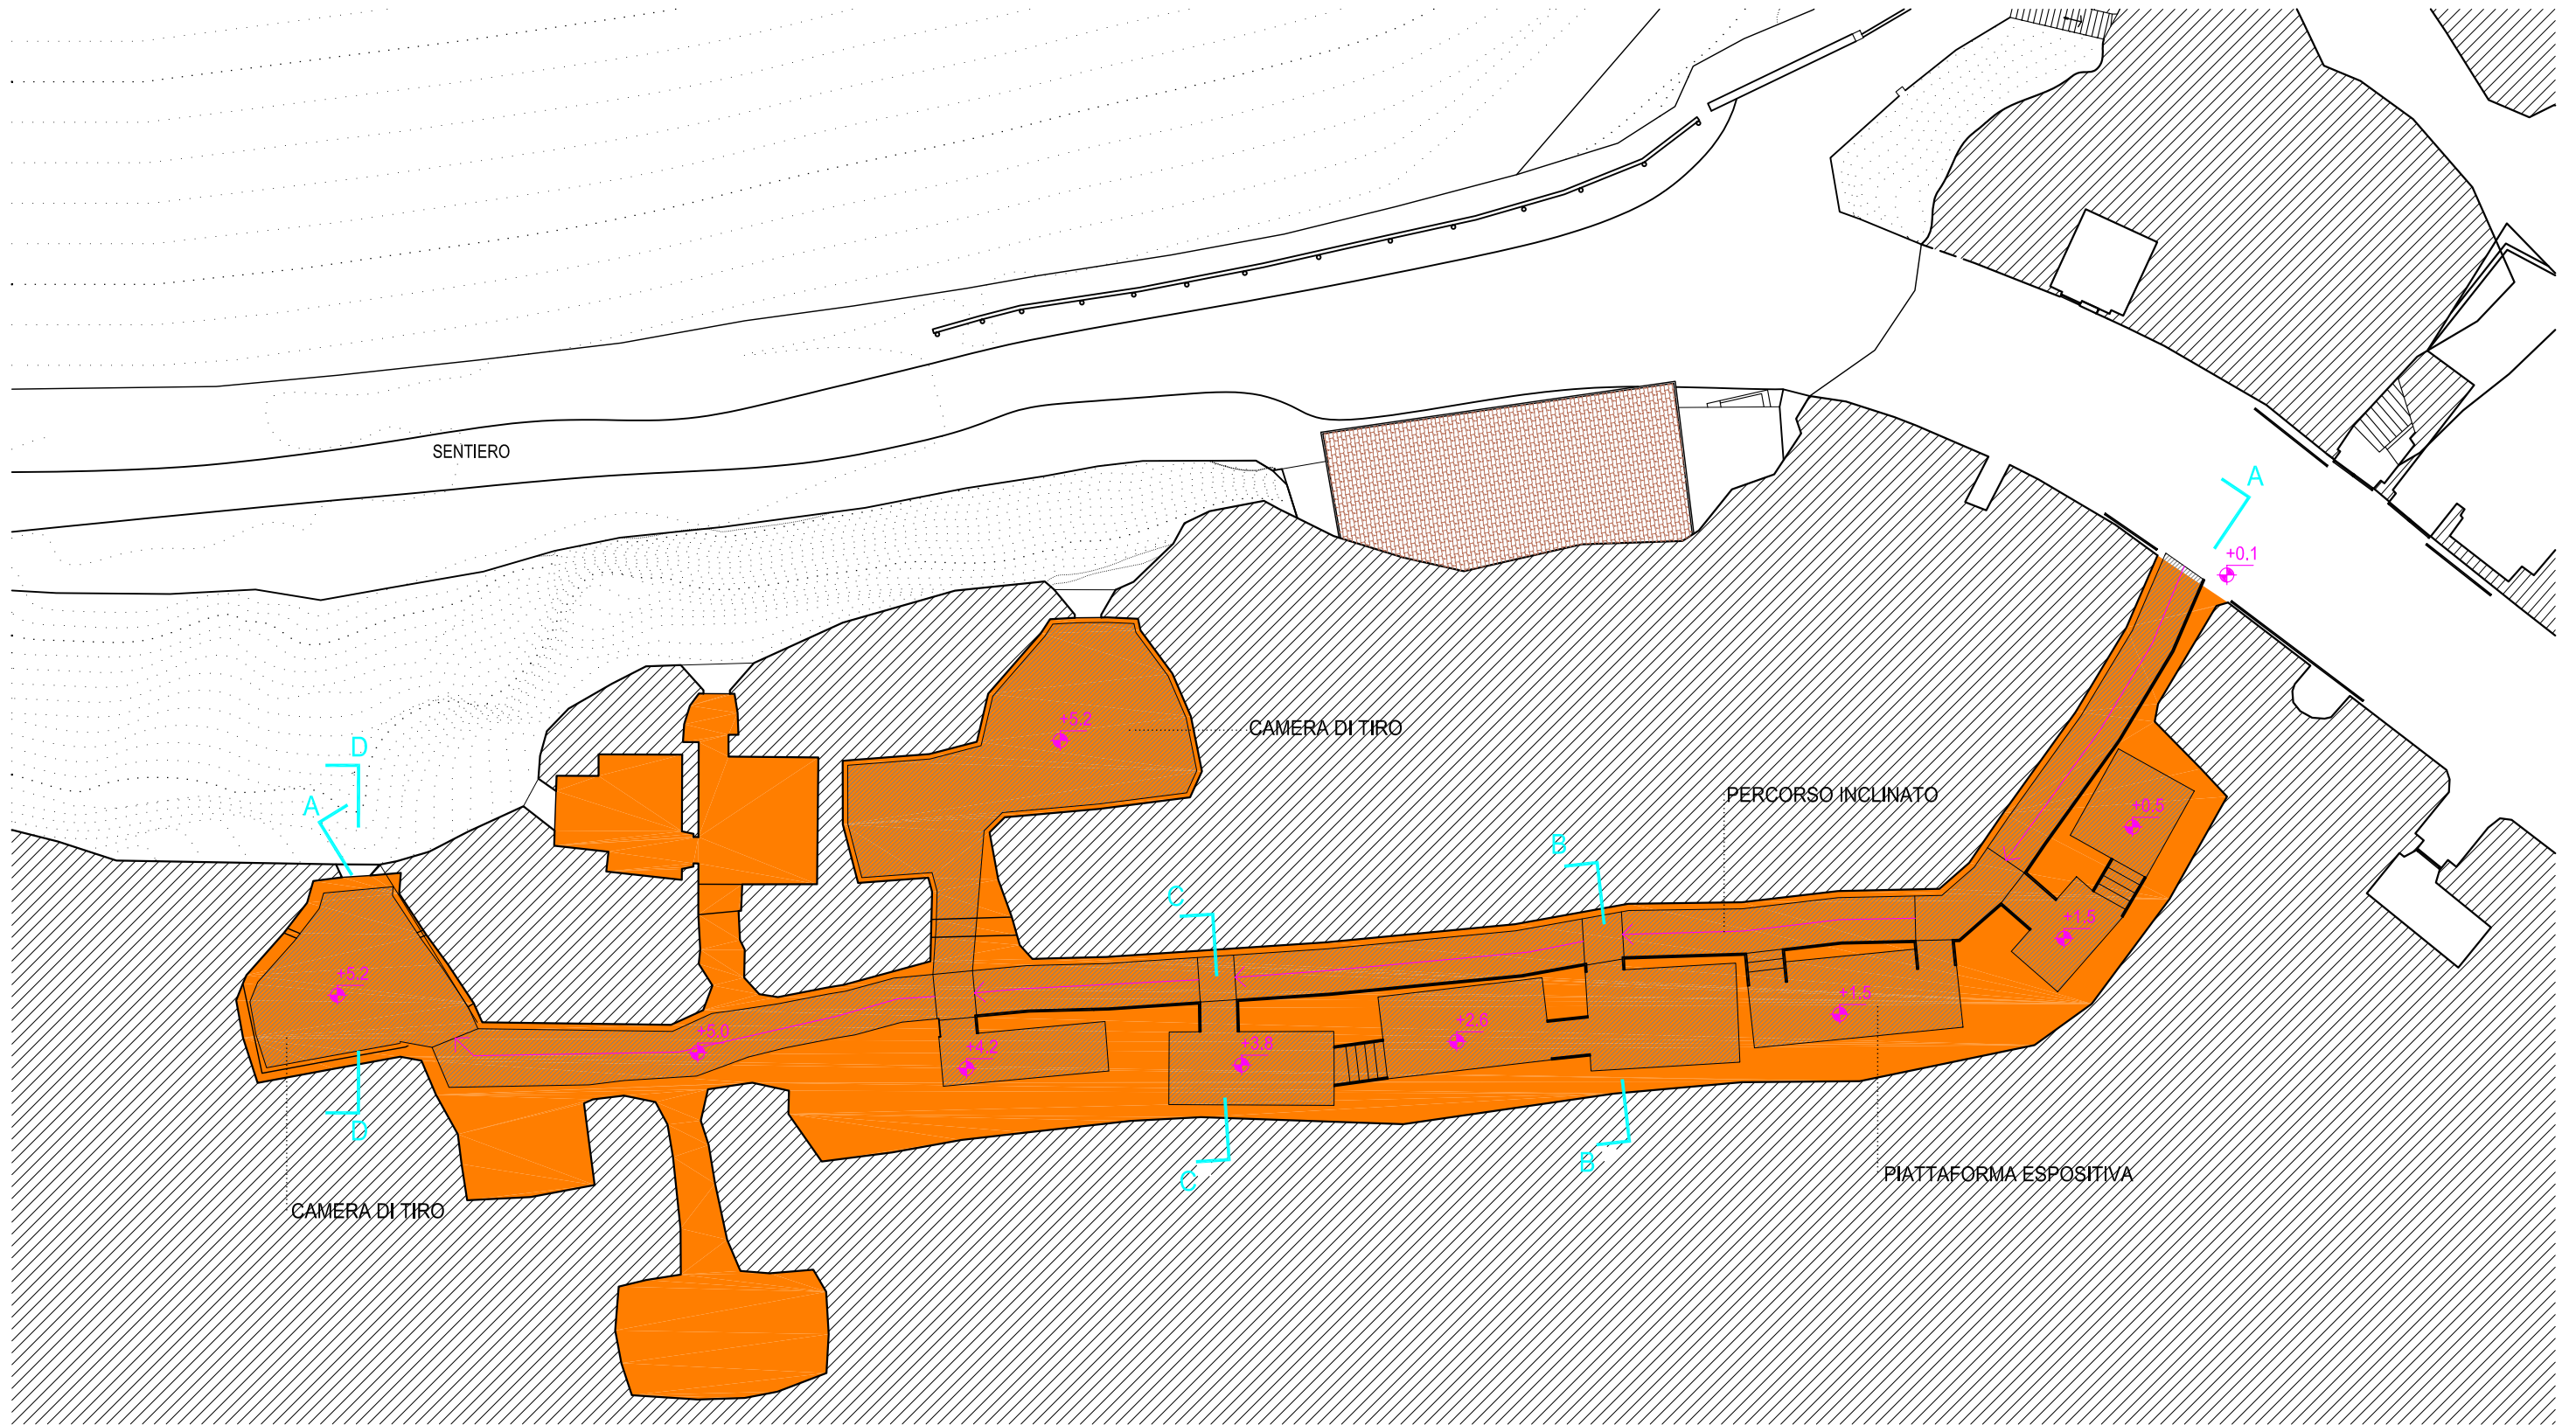 SENTIERO
A
+0.1
+5.2
CAMERA DI TIRO
D
PERCORSO INCLINATO
A
+0.5
B
C
+1.5
+5.2
+1.5
+5.0
+2.6
+3.8
+4.2
D
B
PIATTAFORMA ESPOSITIVA
C
CAMERA DI TIRO